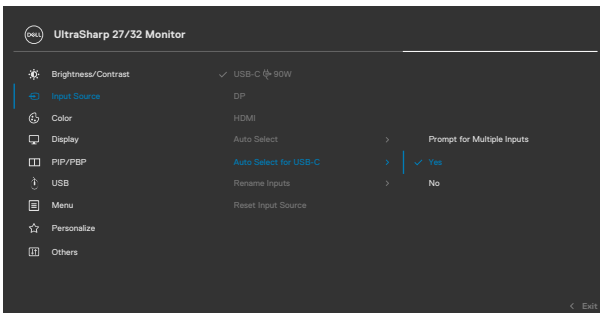 DELL
UltraSharp 27/32 Monitor
Brightness/Contrast
USB-C 90W
Input Source
DP
Color
HDMI
Display
Auto Select
Prompt for Multiple Inputs
PIP/PBP
Auto Select for USB-C
Yes
USB
Rename Inputs
No
Menu
Reset Input Source
Personalize
Others
Exit